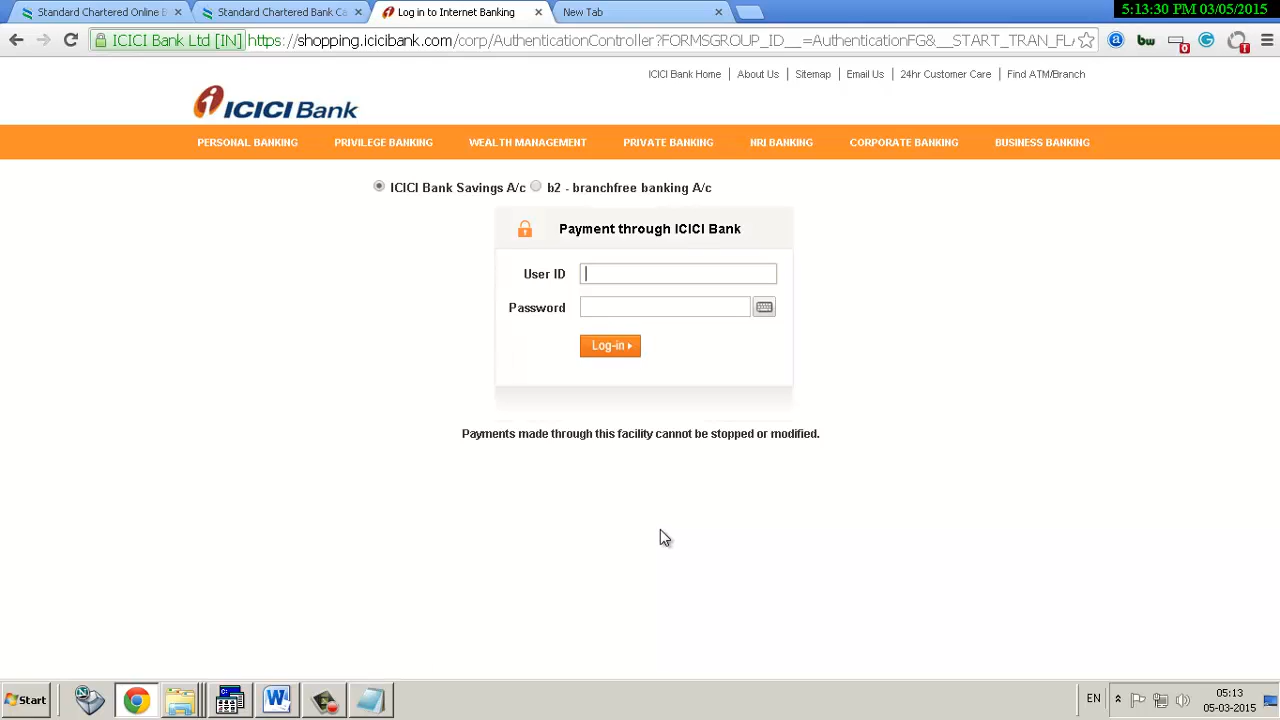 5:13:30 PM 03/05/2015
Standard Chartered Online B
Standard Chartered Bank Ca
Log in to Internet Banking
New Tab
ICICI Bank Ltd [IN]
https://shopping.icicibank.com/corp/AuthenticationController?FORMSGROUP_ID__=AuthenticationFG&__START_TRAN_FL
a
bw
0
1
ICICI Bank Home | About Us | Sitemap | Email Us | 24hr Customer Care | Find ATM/Branch
ICICI Bank
PERSONAL BANKING PRIVILEGE BANKING WEALTH MANAGEMENT PRIVATE BANKING NRI BANKING CORPORATE BANKING BUSINESS BANKING
ICICI Bank Savings A/c b2 - branchfree banking A/c
Payment through ICICI Bank
User ID
Password
Log-in
Payments made through this facility cannot be stopped or modified.
Start
EN
05:13
05-03-2015